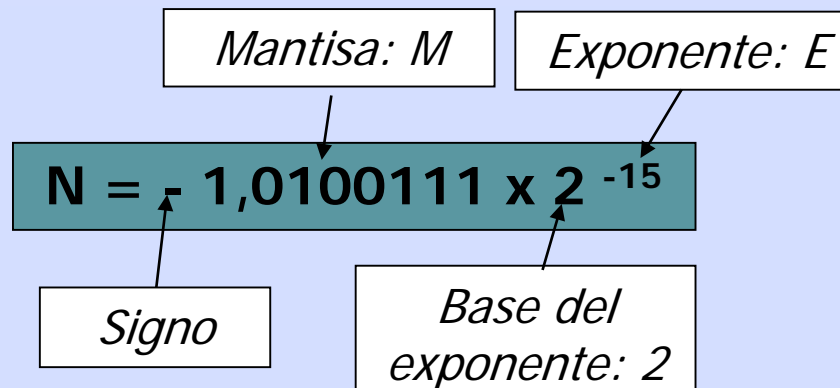 Mantisa: M
Exponente: E
N = - 1,0100111 x 2 -15
Signo
Base del
exponente: 2